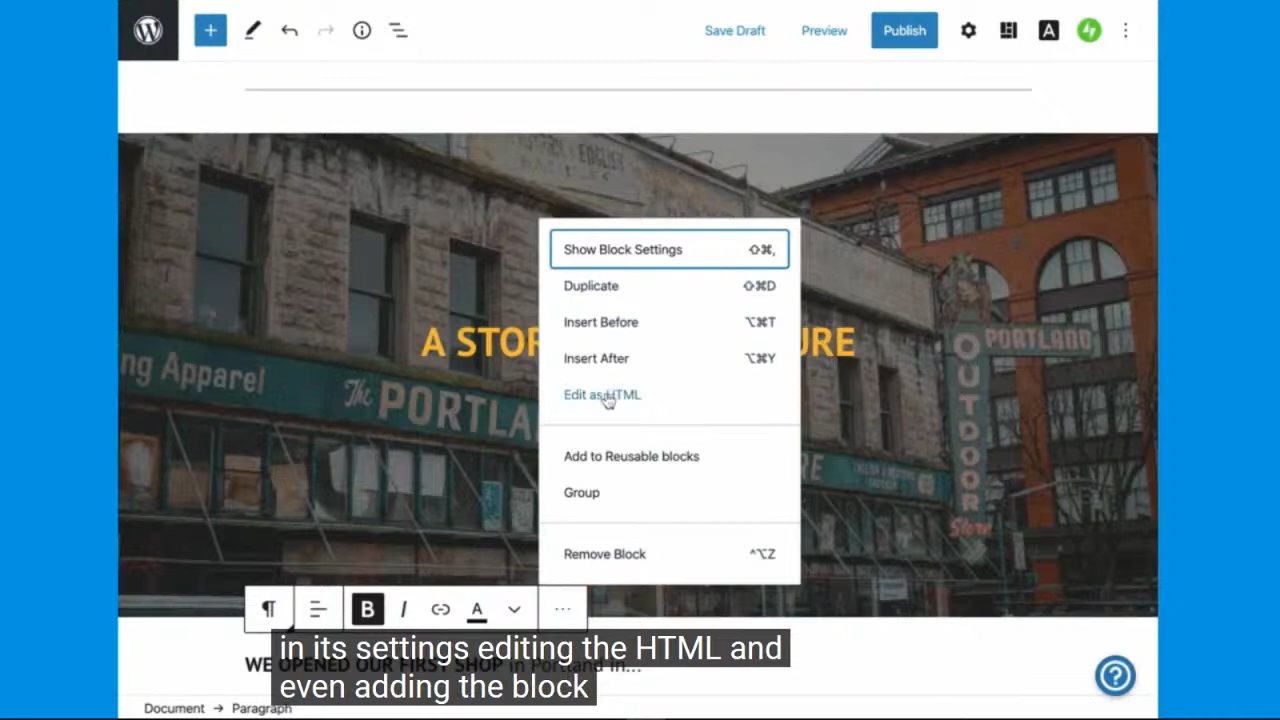 Save Draft
Preview
Publish
A
ENGLISH
Show Block Settings ⇧⌘,
Duplicate ⇧⌘D
Insert Before ⌥⌘T
A STOR
URE
Insert After ⌥⌘Y
Edit as HTML
ng Apparel
The PORTLA
PORTLAND
OUTDOOR
Store
Add to Reusable blocks
RE
Group
Remove Block ^⌥Z
B I A
WE OPENED OUR FIRST SHOP in Portland in...
in its settings editing the HTML and
even adding the block
Document → Paragraph